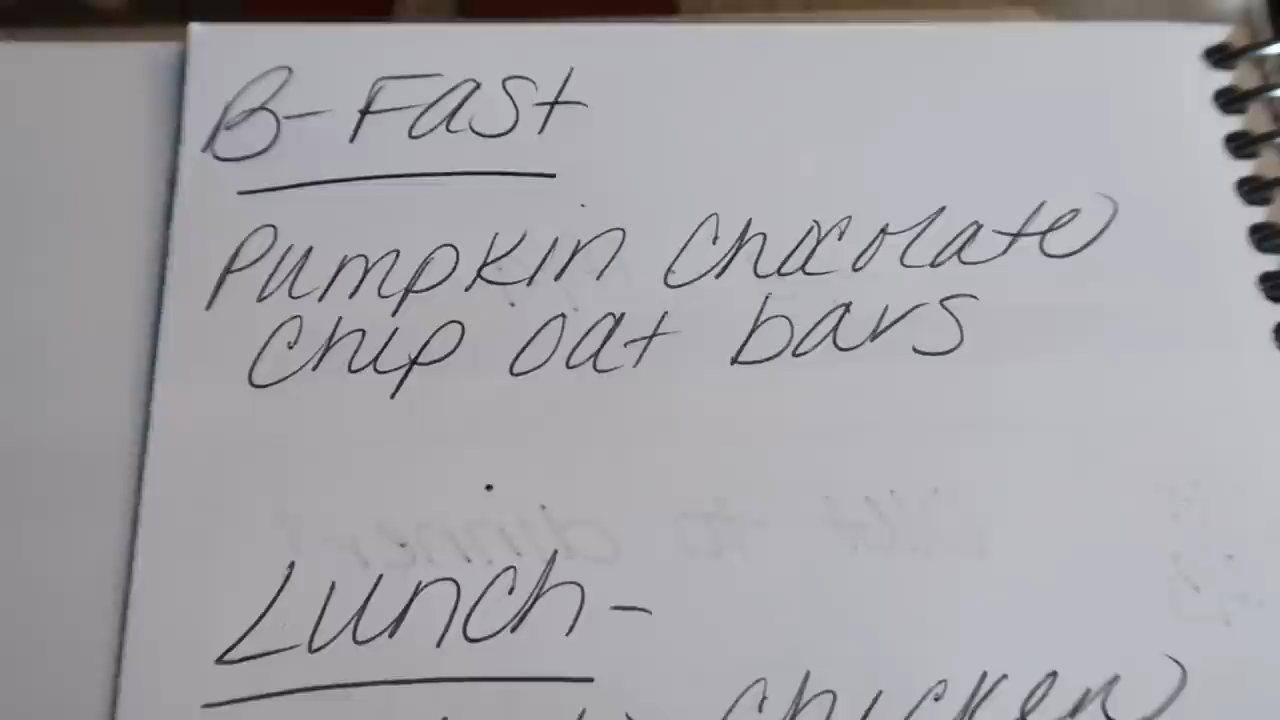 B-Fast
Pumpkin Chocolate
Chip oat bars
Lunch-
chicken